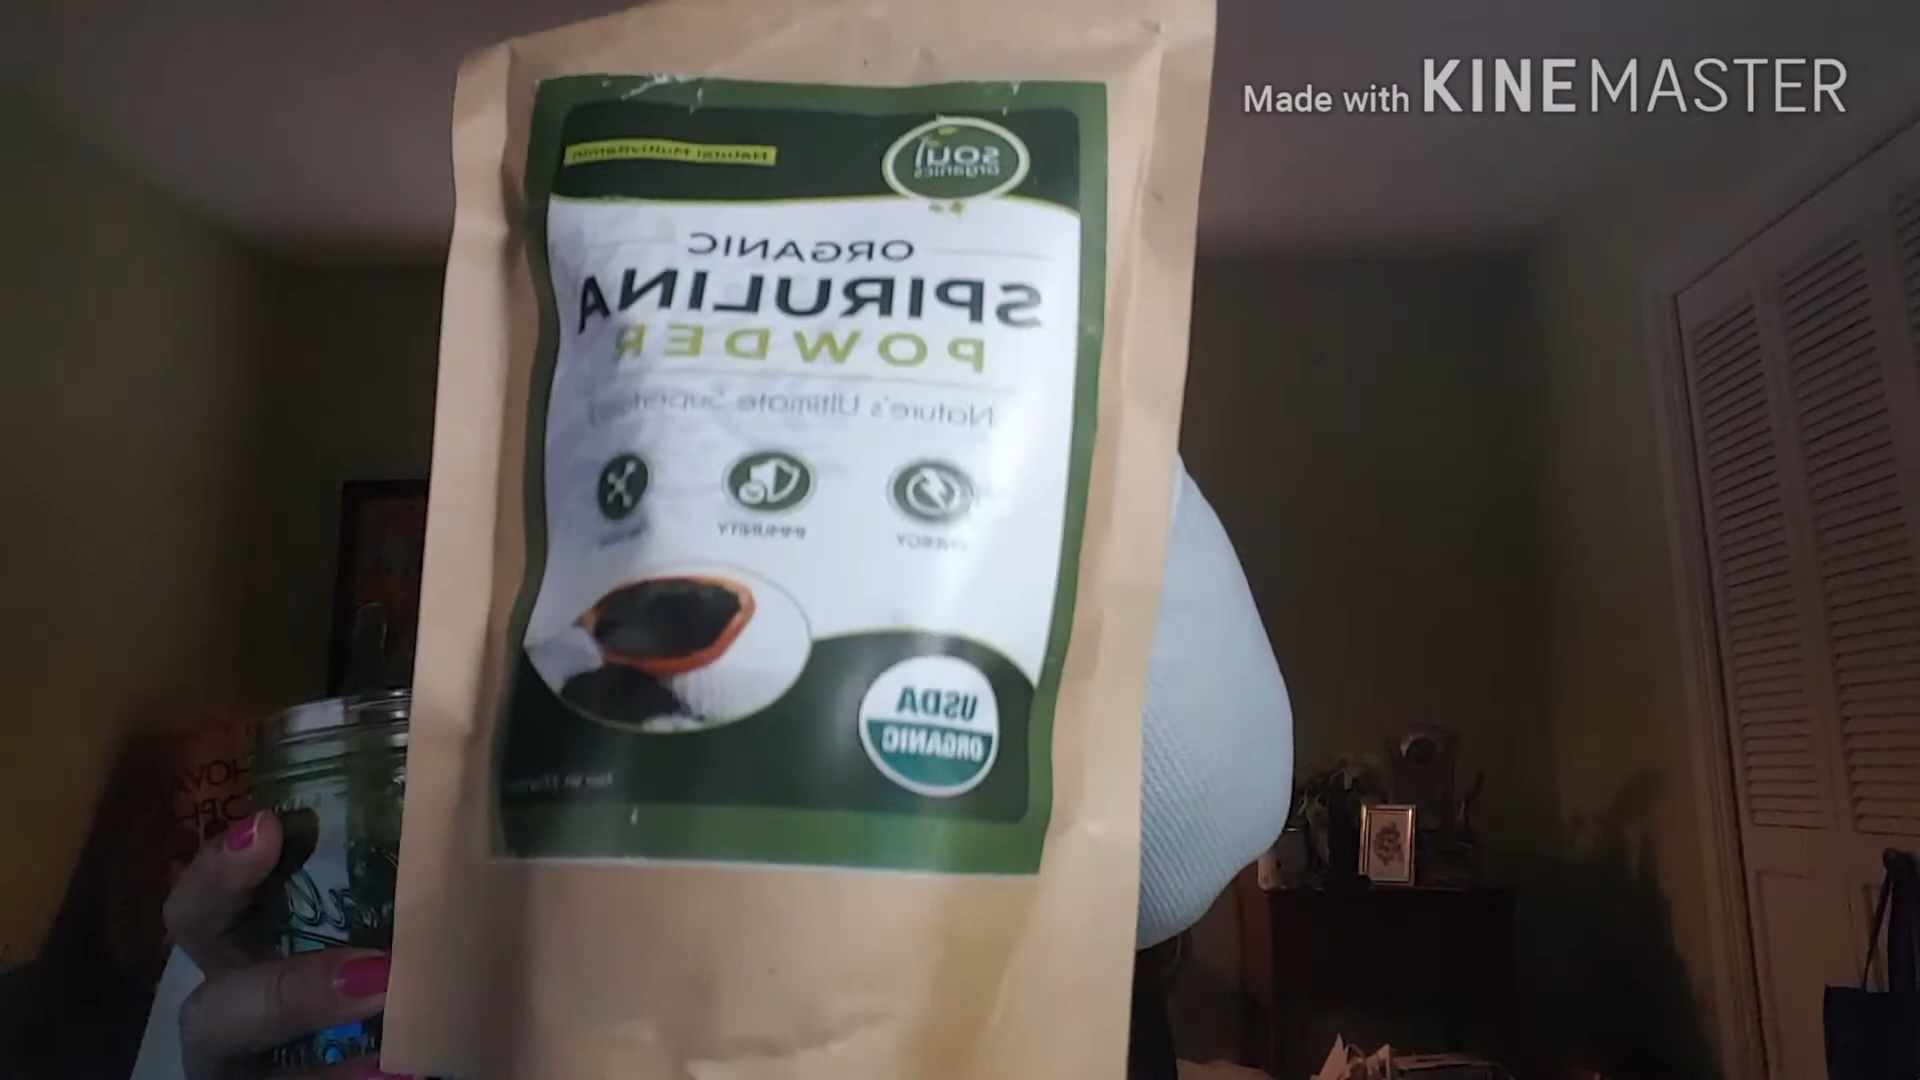 Made with KINEMASTER
Natural Multivitamin
soul
organics
ORGANIC
SPIRULINA
POWDER
Nature's Ultimate Superfood
IMMUNITY
ENERGY
USDA
ORGANIC